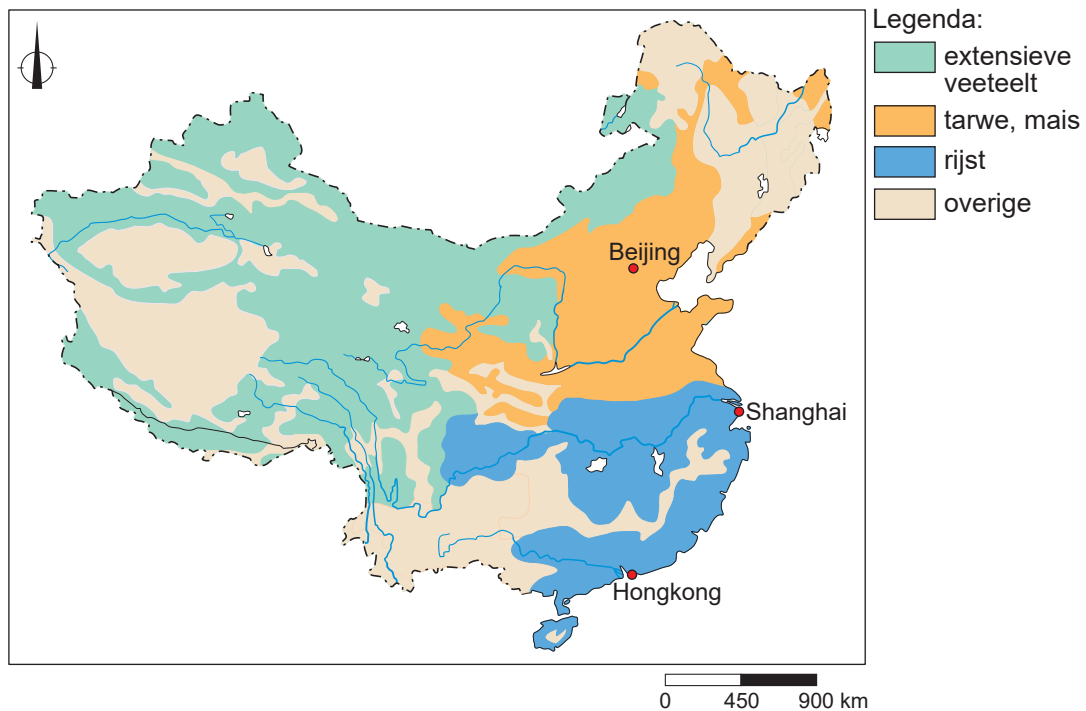 Legenda:
extensieve
veeteelt
tarwe, mais
rijst
overige
Beijing
Shanghai
Hongkong
0 450 900 km